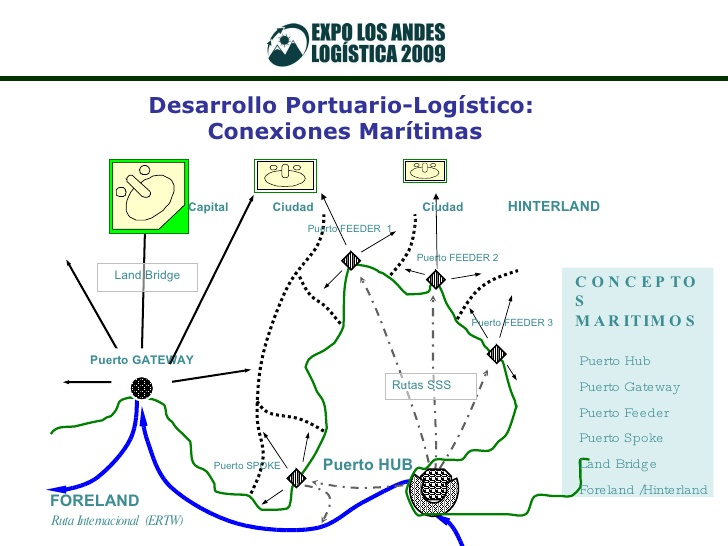 EXPO LOS ANDES
LOGÍSTICA 2009
Desarrollo Portuario-Logístico:
Conexiones Marítimas
Capital
Ciudad
Ciudad
HINTERLAND
Puerto FEEDER 1
Puerto FEEDER 2
Land Bridge
CONCEPTO
S
MARITIMOS
Puerto FEEDER 3
Puerto GATEWAY
Puerto Hub
Rutas SSS
Puerto Gateway
Puerto Feeder
Puerto Spoke
Puerto SPOKE
Puerto HUB
Land Bridge
Foreland /Hinterland
FORELAND
Ruta Internacional (ERTW)